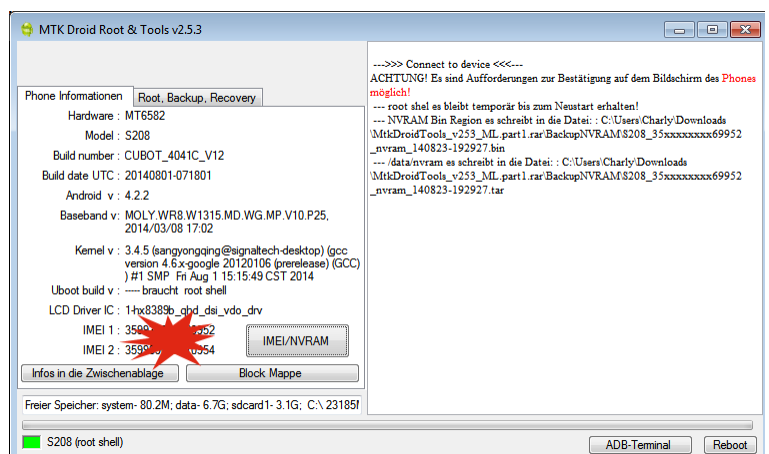 MTK Droid Root & Tools v2.5.3
Phone Informationen
Root, Backup, Recovery
Hardware : MT6582
Model : S208
Build number : CUBOT_4041C_V12
Build date UTC : 20140801-071801
Android v : 4.2.2
Baseband v: MOLY.WR8.W1315.MD.WG.MP.V10.P25,
2014/03/08 17:02
Kernel v : 3.4.5 (sangyongqing@signaltech-desktop) (gcc
version 4.6.x-google 20120106 (prerelease) (GCC)
) #1 SMP Fri Aug 1 15:15:49 CST 2014
Uboot build v : ----- braucht root shell
LCD Driver IC : 1-hx8389b_qhd_dsi_vdo_drv
IMEI 1 :
IMEI 2 :
IMEI/NVRAM
Infos in die Zwischenablage
Block Mappe
Freier Speicher: system- 80.2M; data- 6.7G; sdcard1- 3.1G; C:\ 23185
S208 (root shell)
--->>> Connect to device <<<---
ACHTUNG! Es sind Aufforderungen zur Bestätigung auf dem Bildschirm des Phones
möglich!
--- root shel es bleibt temporär bis zum Neustart erhalten!
--- NVRAM Bin Region es schreibt in die Datei: : C:\Users\Charly\Downloads
\MtkDroidTools_v253_ML.part1.rar\BackupNVRAM\S208_35xxxxxxxx69952
_nvram_140823-192927.bin
--- /data/nvram es schreibt in die Datei: : C:\Users\Charly\Downloads
\MtkDroidTools_v253_ML.part1.rar\BackupNVRAM\S208_35xxxxxxxx69952
_nvram_140823-192927.tar
ADB-Terminal
Reboot